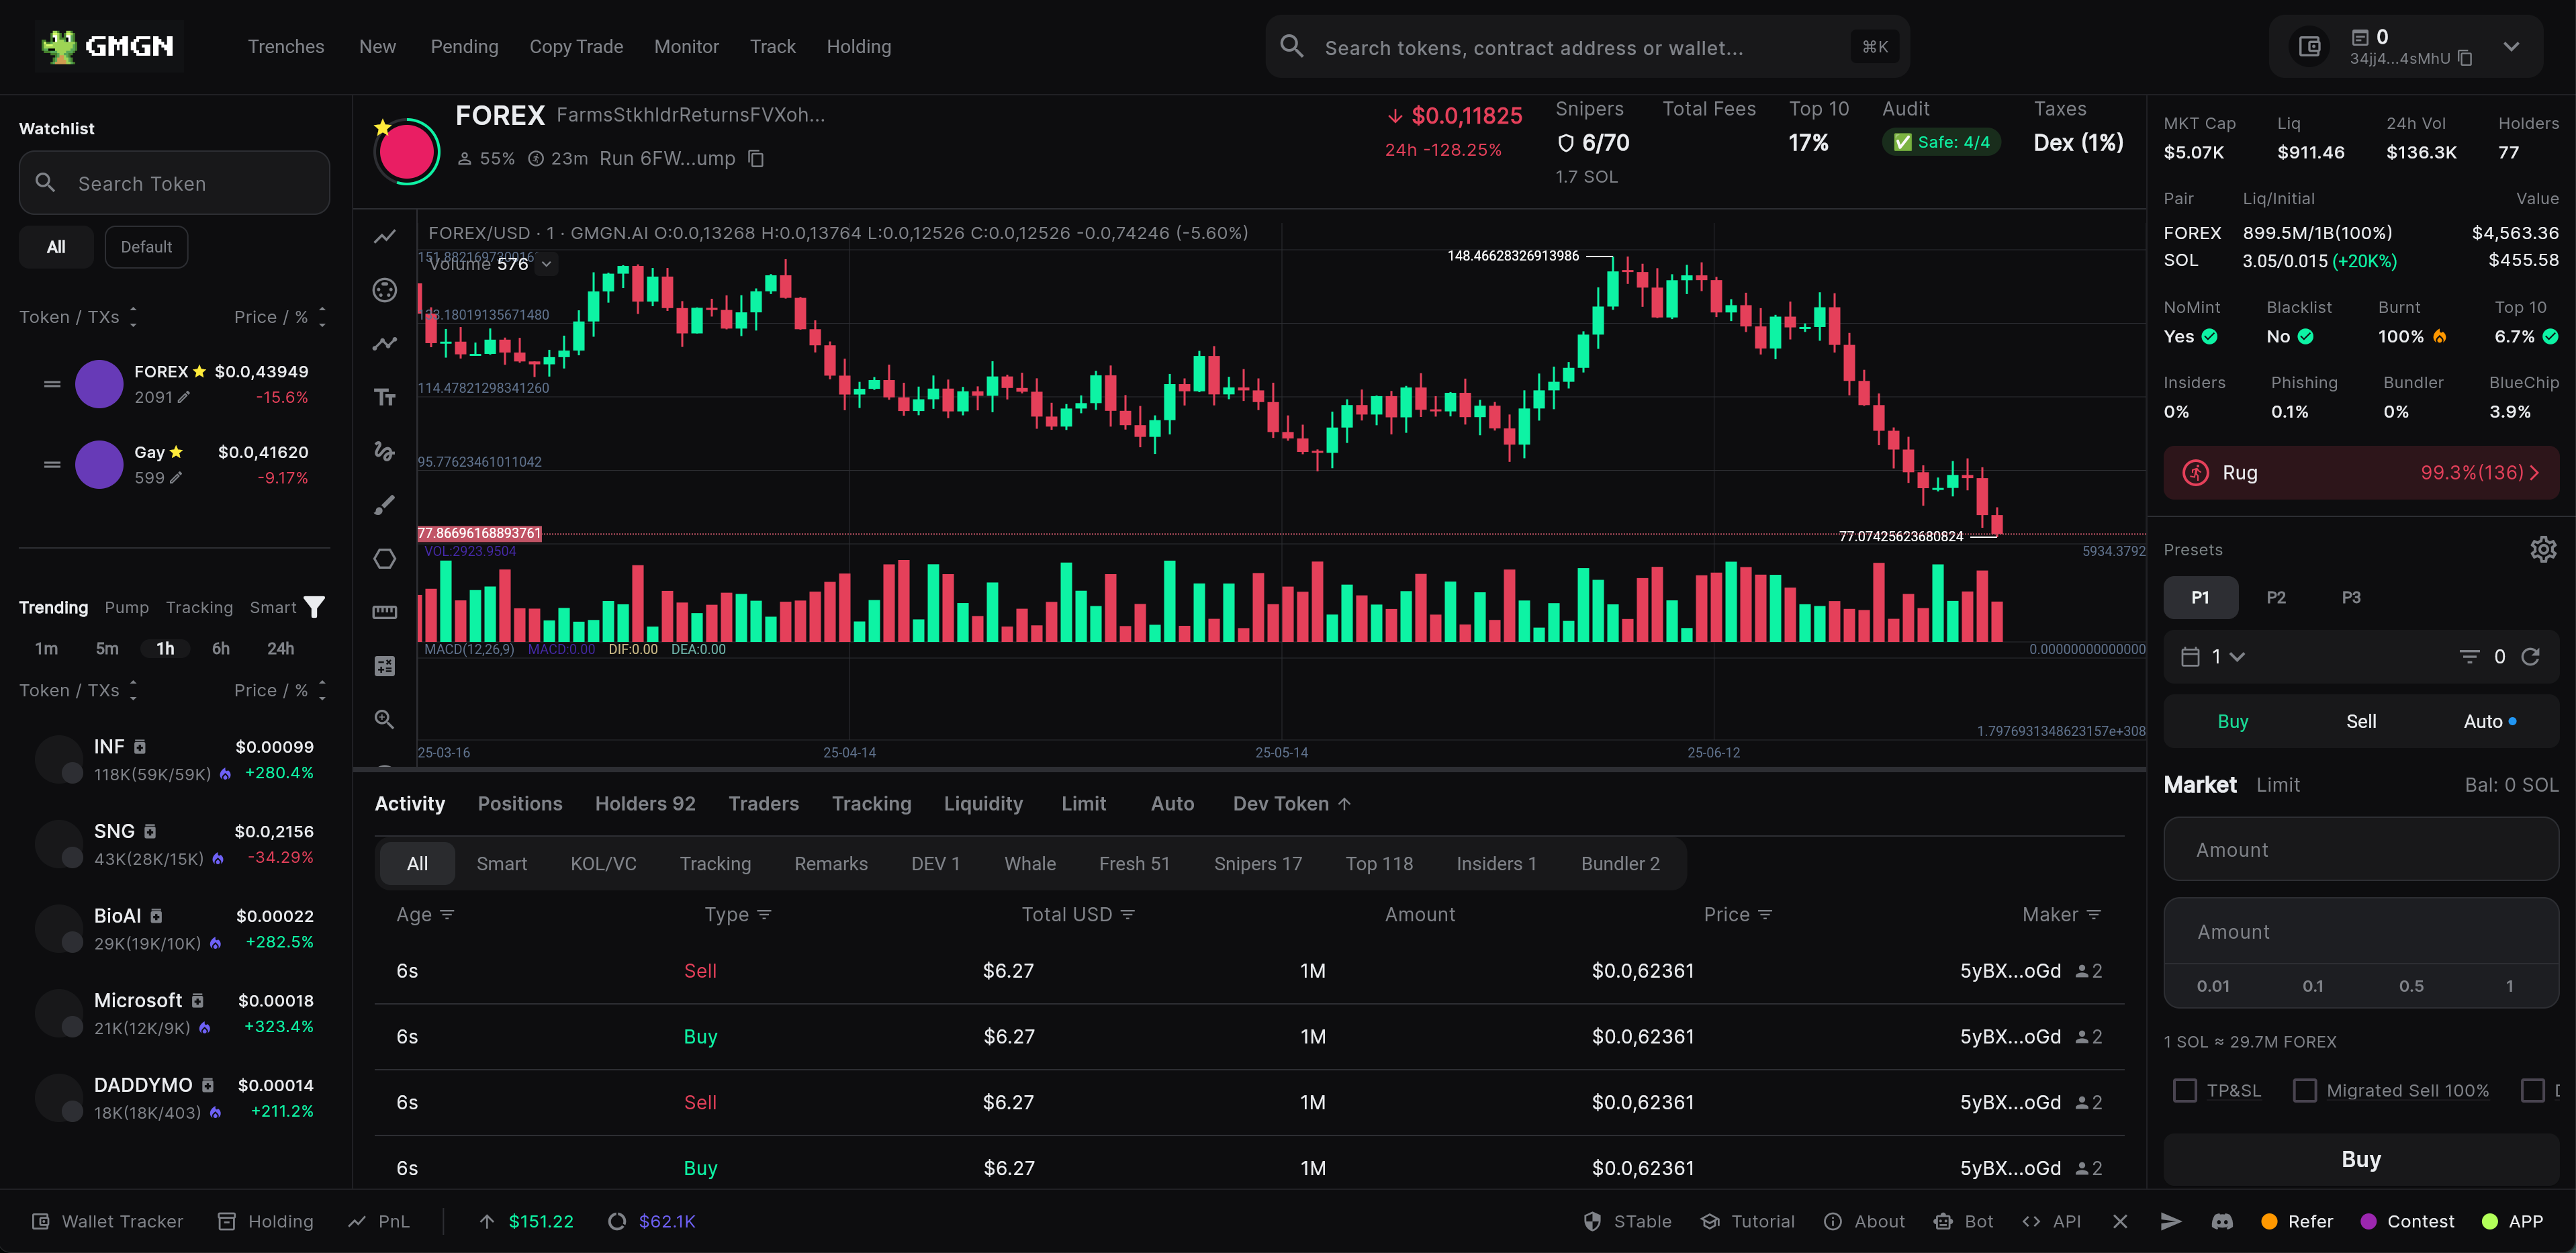 GMGN
Trenches New Pending Copy Trade Monitor Track Holding
Search tokens, contract address or wallet... ⌘K
0
34jj4...4sMhU
Watchlist
Search Token
All Default
Token / TXs Price / %
FOREX $0.0,43949
2091 -15.6%
Gay $0.0,41620
599 -9.17%
Trending Pump Tracking Smart
1m 5m 1h 6h 24h
Token / TXs Price / %
INF $0.00099
118K(59K/59K) +280.4%
SNG $0.0,2156
43K(28K/15K) -34.29%
BioAI $0.00022
29K(19K/10K) +282.5%
Microsoft $0.00018
21K(12K/9K) +323.4%
DADDYMO $0.00014
18K(18K/403) +211.2%
FOREX FarmsStkhldrReturnsFVXoh...
55% 23m Run 6FW...ump
$0.0,11825
24h -128.25%
Snipers Total Fees Top 10 Audit Taxes
6/70 17% Safe: 4/4 Dex (1%)
1.7 SOL
FOREX/USD · 1 · GMGN.AI O:0.0,13268 H:0.0,13764 L:0.0,12526 C:0.0,12526 -0.0,74246 (-5.60%)
Volume 576
148.46628326913986
114.47821298341260
95.77623461011042
77.86696168893761
77.07425623680824
VOL:2923.9504 5934.3792
MACD(12,26,9) MACD:0.00 DIF:0.00 DEA:0.00 0.00000000000000
1.7976931348623157e+308
25-03-16 25-04-14 25-05-14 25-06-12
Activity Positions Holders 92 Traders Tracking Liquidity Limit Auto Dev Token
All Smart KOL/VC Tracking Remarks DEV 1 Whale Fresh 51 Snipers 17 Top 118 Insiders 1 Bundler 2
Age Type Total USD Amount Price Maker
6s Sell $6.27 1M $0.0,62361 5yBX...oGd 2
6s Buy $6.27 1M $0.0,62361 5yBX...oGd 2
6s Sell $6.27 1M $0.0,62361 5yBX...oGd 2
6s Buy $6.27 1M $0.0,62361 5yBX...oGd 2
MKT Cap Liq 24h Vol Holders
$5.07K $911.46 $136.3K 77
Pair Liq/Initial Value
FOREX 899.5M/1B(100%) $4,563.36
SOL 3.05/0.015 (+20K%) $455.58
NoMint Blacklist Burnt Top 10
Yes No 100% 6.7%
Insiders Phishing Bundler BlueChip
0% 0.1% 0% 3.9%
Rug 99.3%(136)
Presets
P1 P2 P3
1 0
Buy Sell Auto
Market Limit Bal: 0 SOL
Amount
Amount
0.01 0.1 0.5 1
1 SOL ≈ 29.7M FOREX
TP&SL Migrated Sell 100%
Buy
Wallet Tracker Holding PnL $151.22 $62.1K
STable Tutorial About Bot API Refer Contest APP